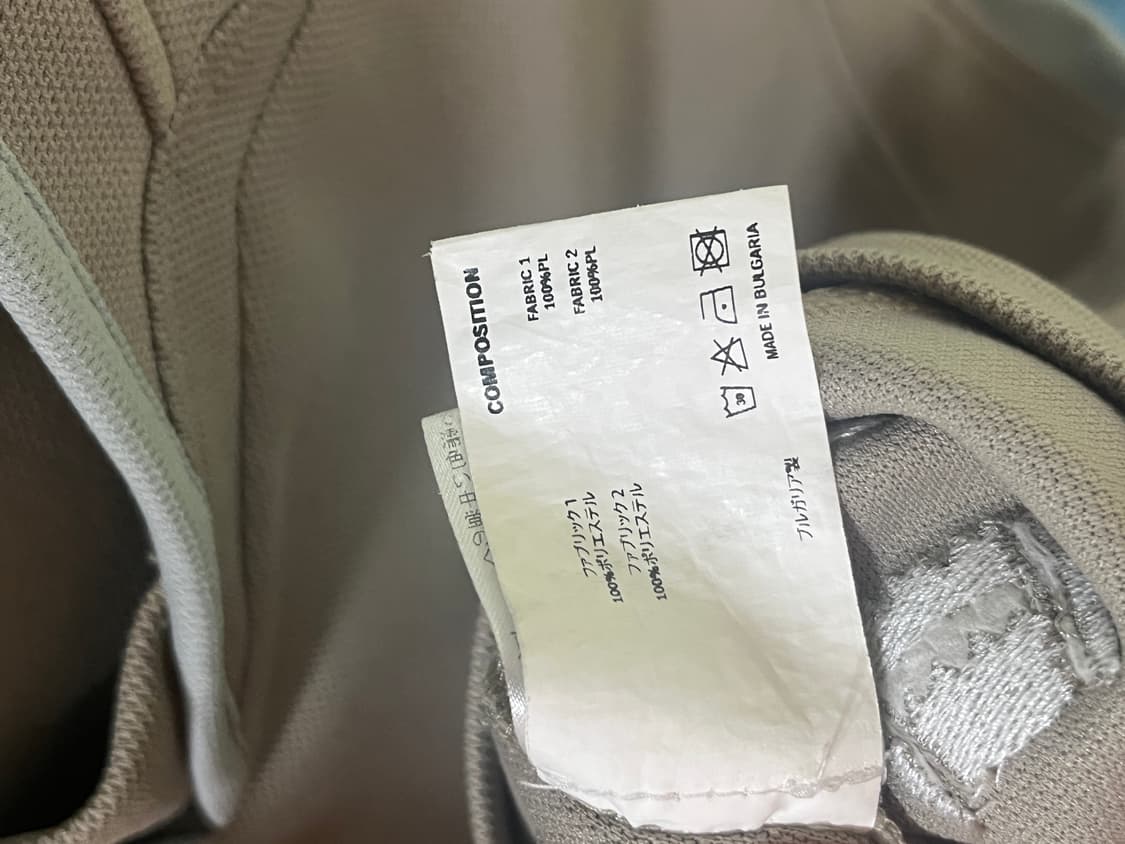 COMPOSITION
FABRIC 1
100%PL
FABRIC 2
100%PL
30
MADE IN BULGARIA
ファブリック1
100%ポリエステル
ファブリック2
100%ポリエステル
ブルガリア製